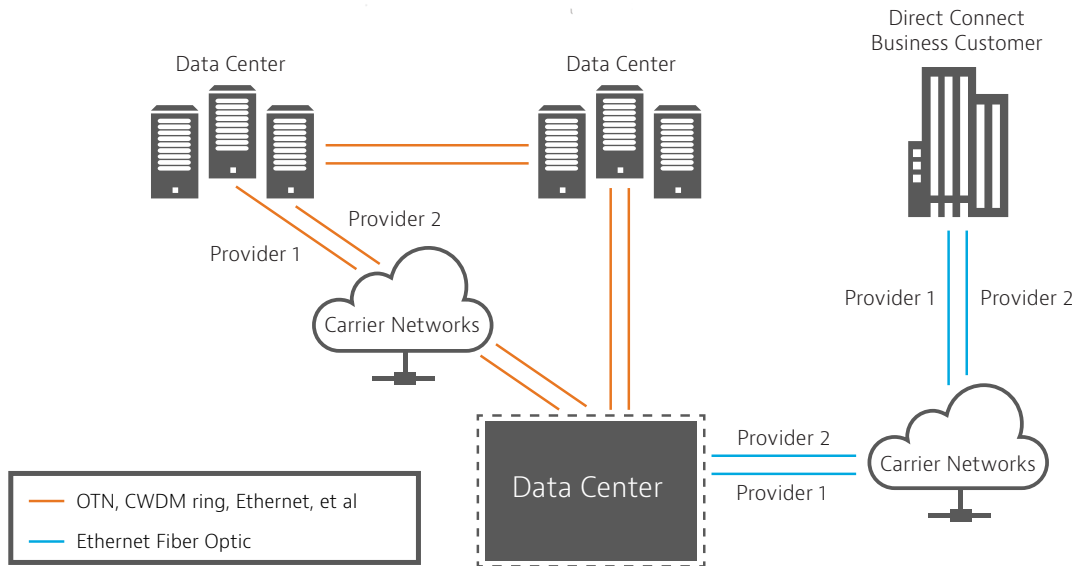 Direct Connect
Business Customer
Data Center
Data Center
Provider 2
Provider 1
Carrier Networks
Provider 1
Provider 2
Provider 2
Carrier Networks
Provider 1
Data Center
OTN, CWDM ring, Ethernet, et al
Ethernet Fiber Optic